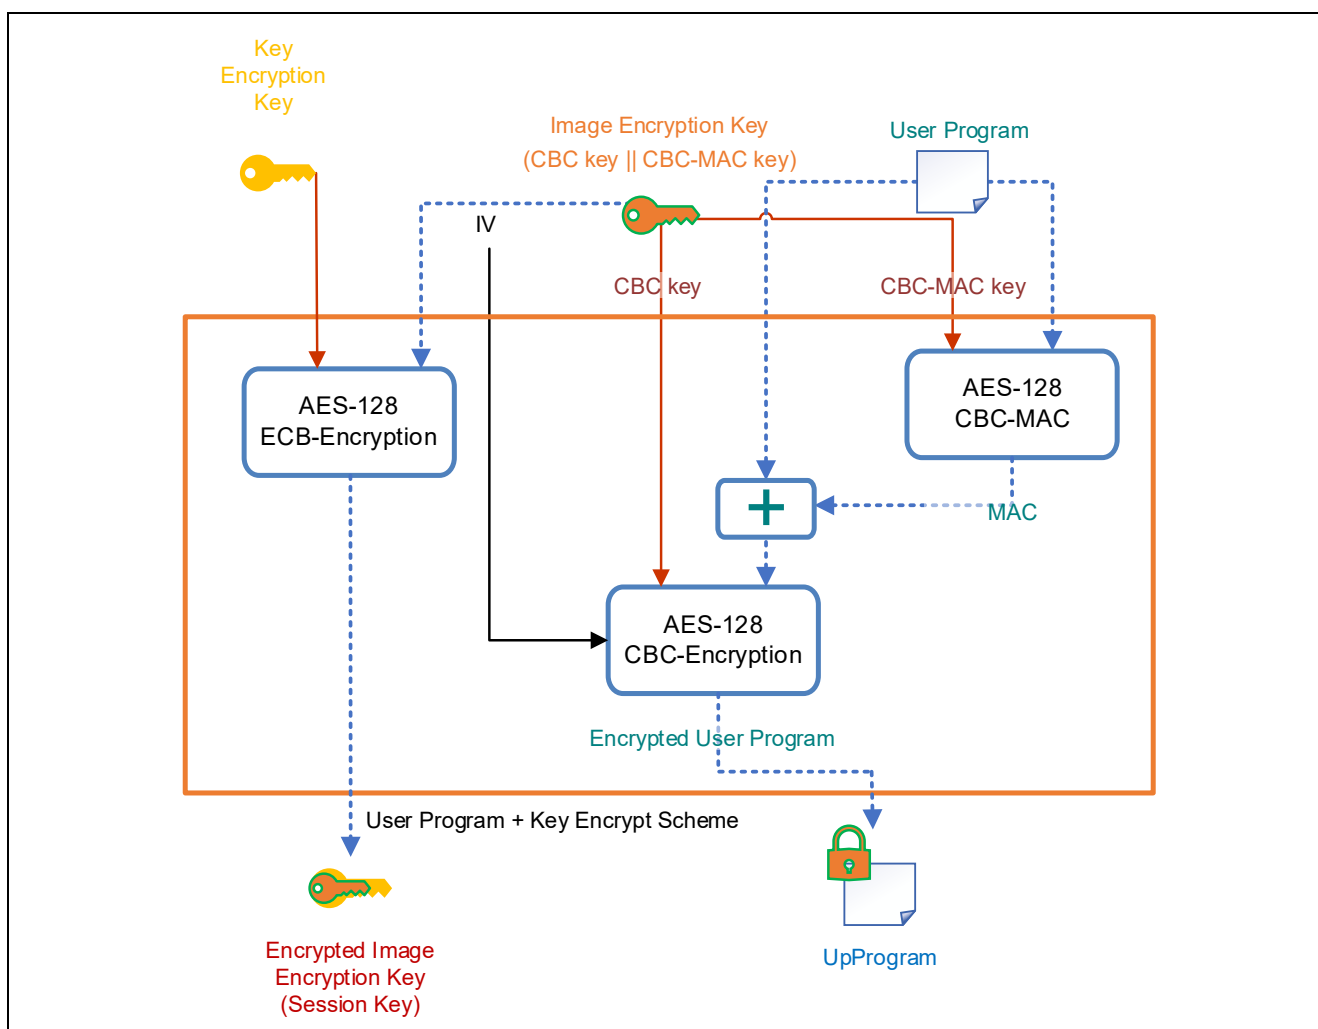 Key
Encryption
Key
Image Encryption Key
(CBC key || CBC-MAC key)
User Program
IV
CBC key
CBC-MAC key
AES-128
ECB-Encryption
AES-128
CBC-MAC
+
MAC
AES-128
CBC-Encryption
Encrypted User Program
User Program + Key Encrypt Scheme
Encrypted Image
Encryption Key
(Session Key)
UpProgram